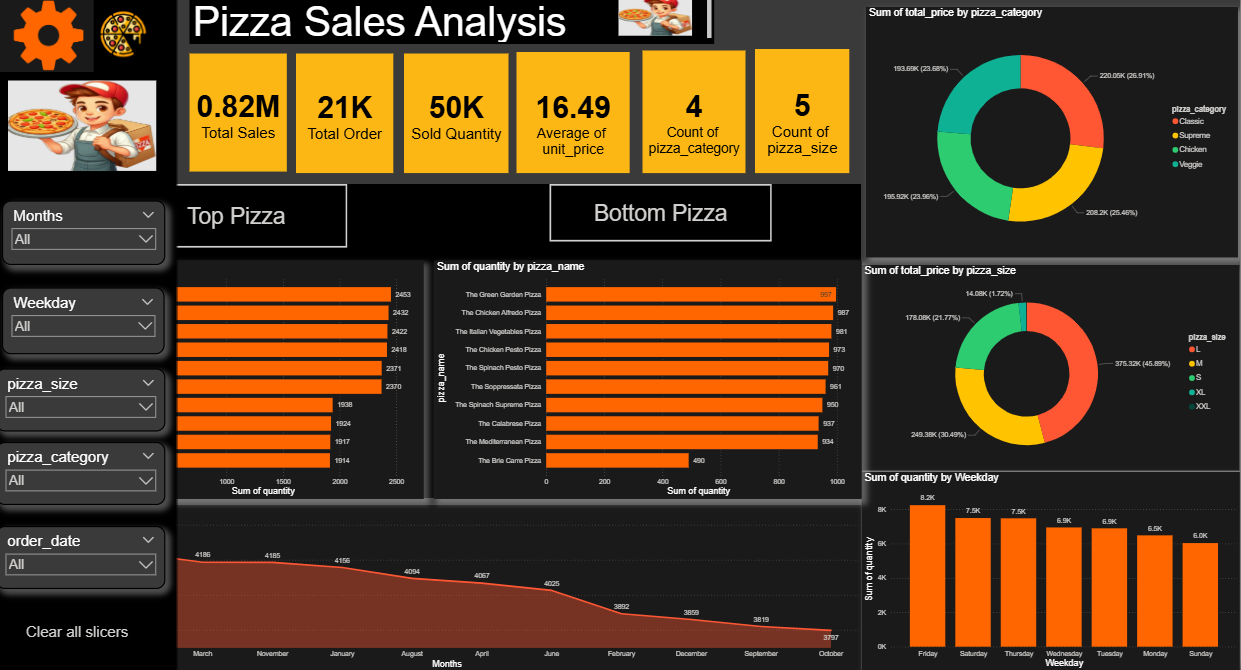 Pizza Sales Analysis
0.82M
Total Sales
21K
Total Order
50K
Sold Quantity
16.49
Average of
unit_price
4
Count of
pizza_category
5
Count of
pizza_size
Months
All
Weekday
All
pizza_size
All
pizza_category
All
order_date
All
Clear all slicers
Top Pizza
Bottom Pizza
2453
2432
2422
2418
2371
2370
1938
1924
1917
1914
1000 1500 2000 2500
Sum of quantity
Sum of quantity by pizza_name
pizza_name
The Green Garden Pizza 997
The Chicken Alfredo Pizza 987
The Italian Vegetables Pizza 981
The Chicken Pesto Pizza 973
The Spinach Pesto Pizza 970
The Soppressata Pizza 961
The Spinach Supreme Pizza 950
The Calabrese Pizza 937
The Mediterranean Pizza 934
The Brie Carre Pizza 490
0 200 400 600 800 1000
Sum of quantity
4186 4185 4156 4094 4067 4025 3892 3859 3819 3797
March November January August April June February December September October
Months
Sum of total_price by pizza_category
193.69K (23.68%)
220.05K (26.91%)
195.92K (23.96%)
208.2K (25.46%)
pizza_category
Classic
Supreme
Chicken
Veggie
Sum of total_price by pizza_size
14.08K (1.72%)
178.08K (21.77%)
375.32K (45.89%)
249.38K (30.49%)
pizza_size
L
M
S
XL
XXL
Sum of quantity by Weekday
Sum of quantity
8K
6K
4K
2K
0K
8.2K 7.5K 7.5K 6.9K 6.9K 6.5K 6.0K
Friday Saturday Thursday Wednesday Tuesday Monday Sunday
Weekday